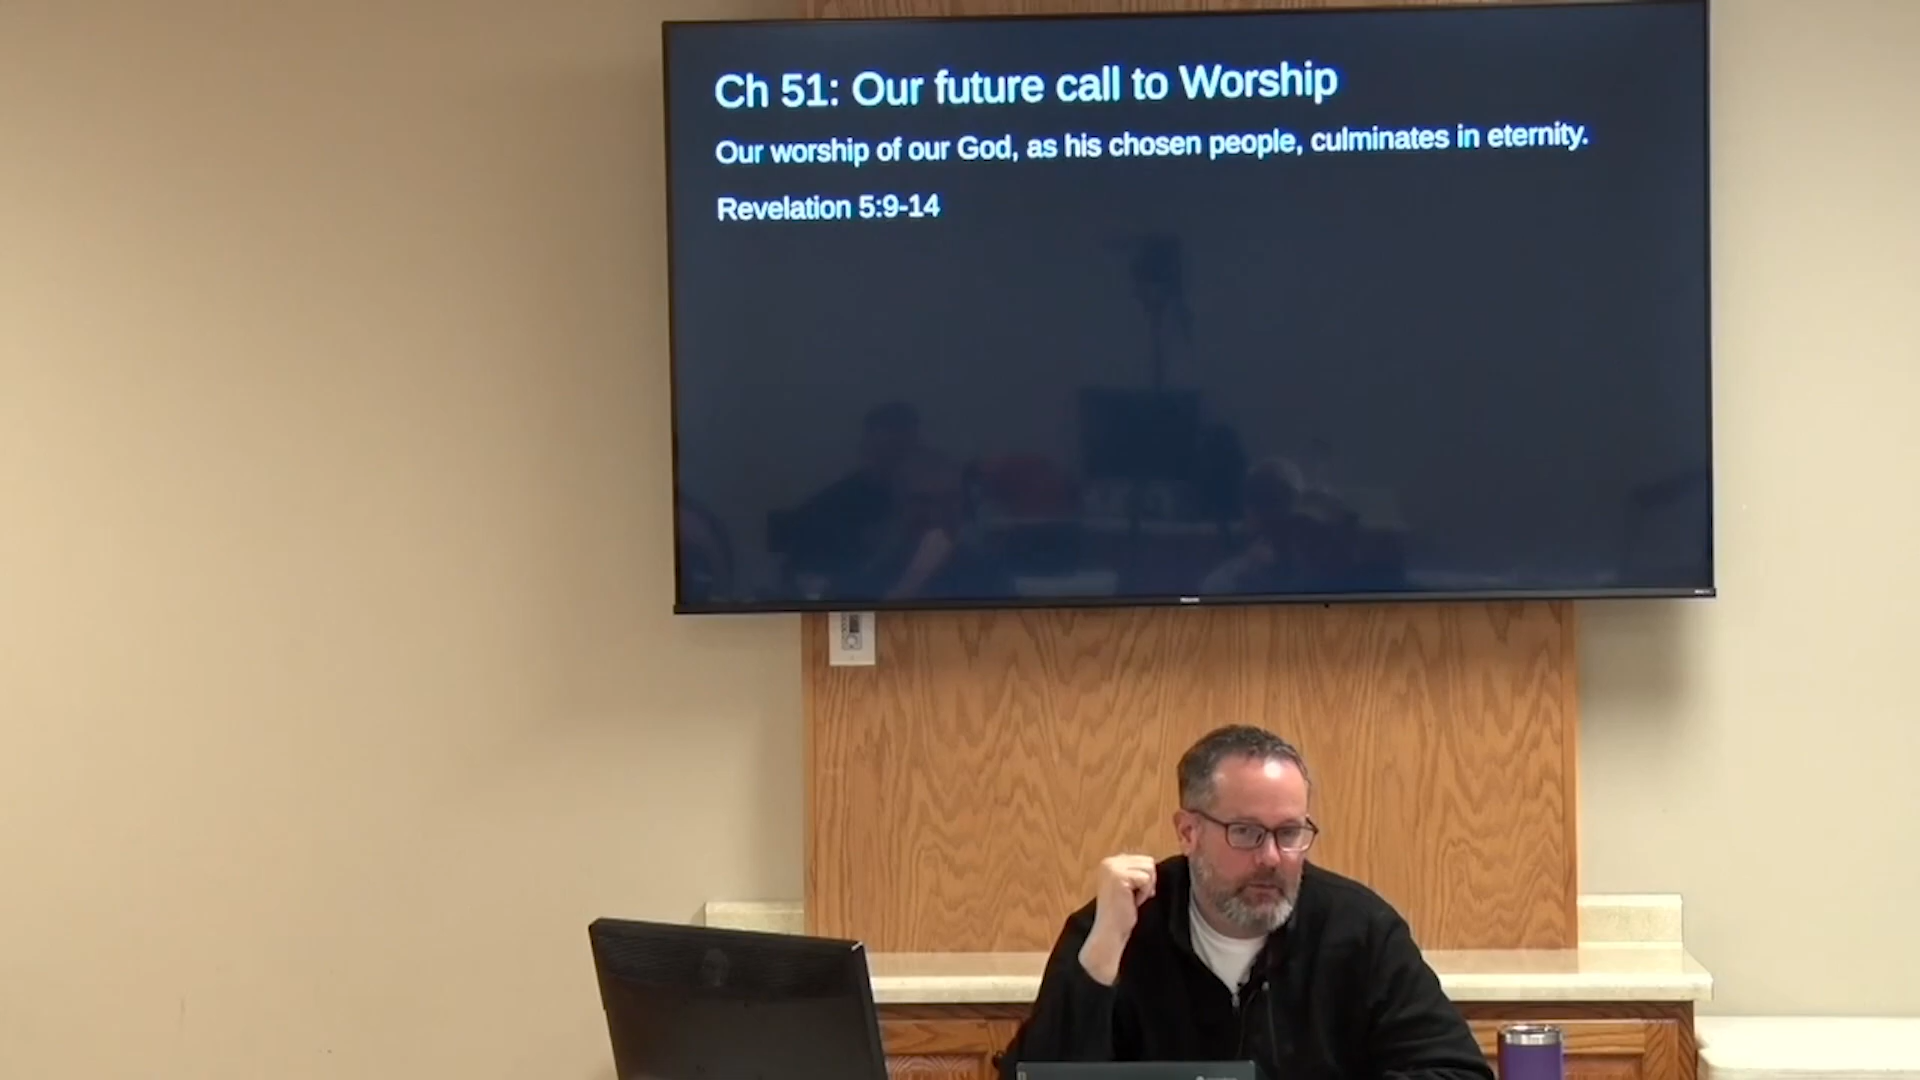 Ch 51: Our future call to Worship
Our worship of our God, as his chosen people, culminates in eternity.
Revelation 5:9-14